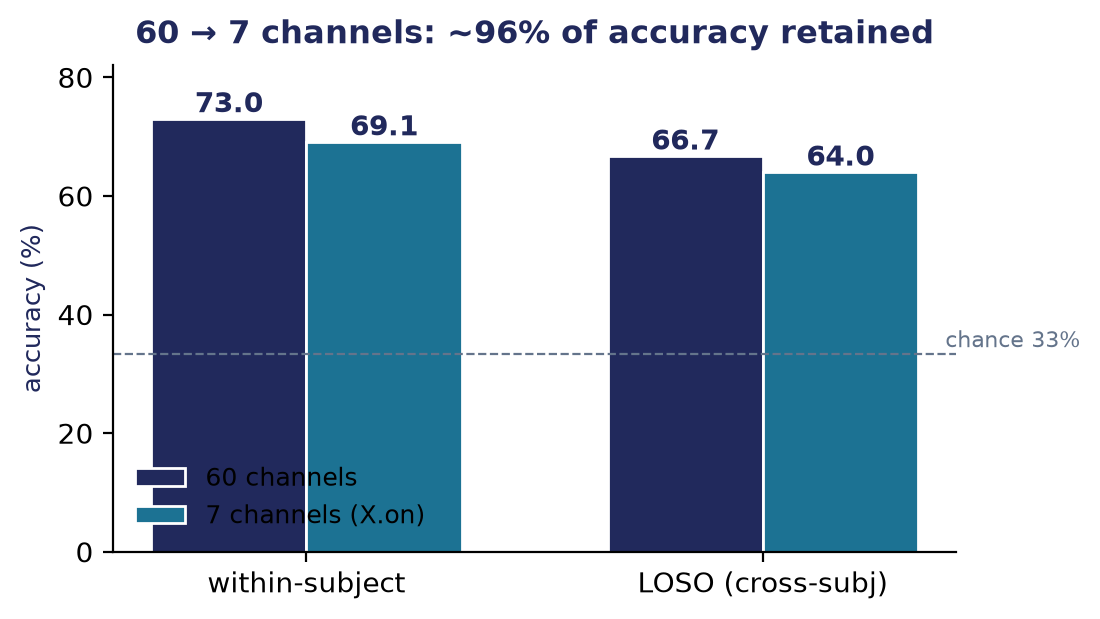 60 → 7 channels: ~96% of accuracy retained
80
60
40
20
0
accuracy (%)
73.0
69.1
66.7
64.0
chance 33%
60 channels
7 channels (X.on)
within-subject
LOSO (cross-subj)